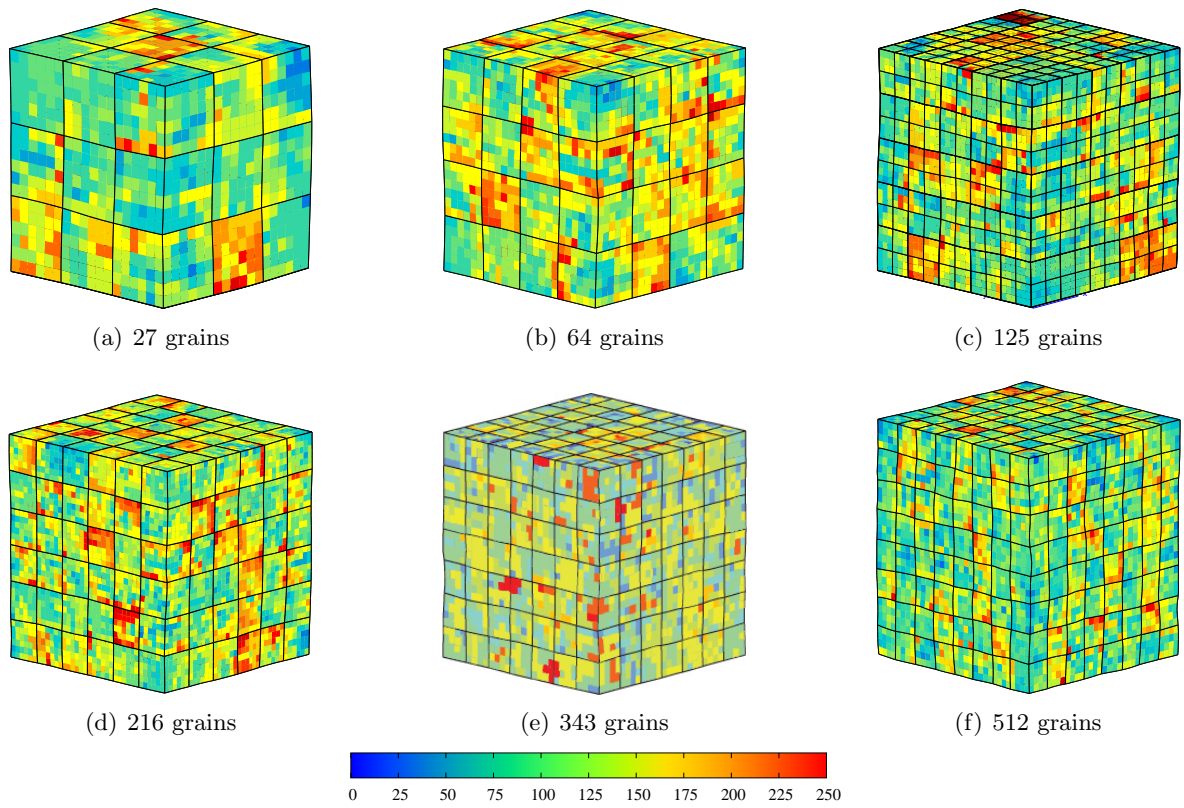 (a) 27 grains
(b) 64 grains
(c) 125 grains
(d) 216 grains
(e) 343 grains
(f) 512 grains
0 25 50 75 100 125 150 175 200 225 250